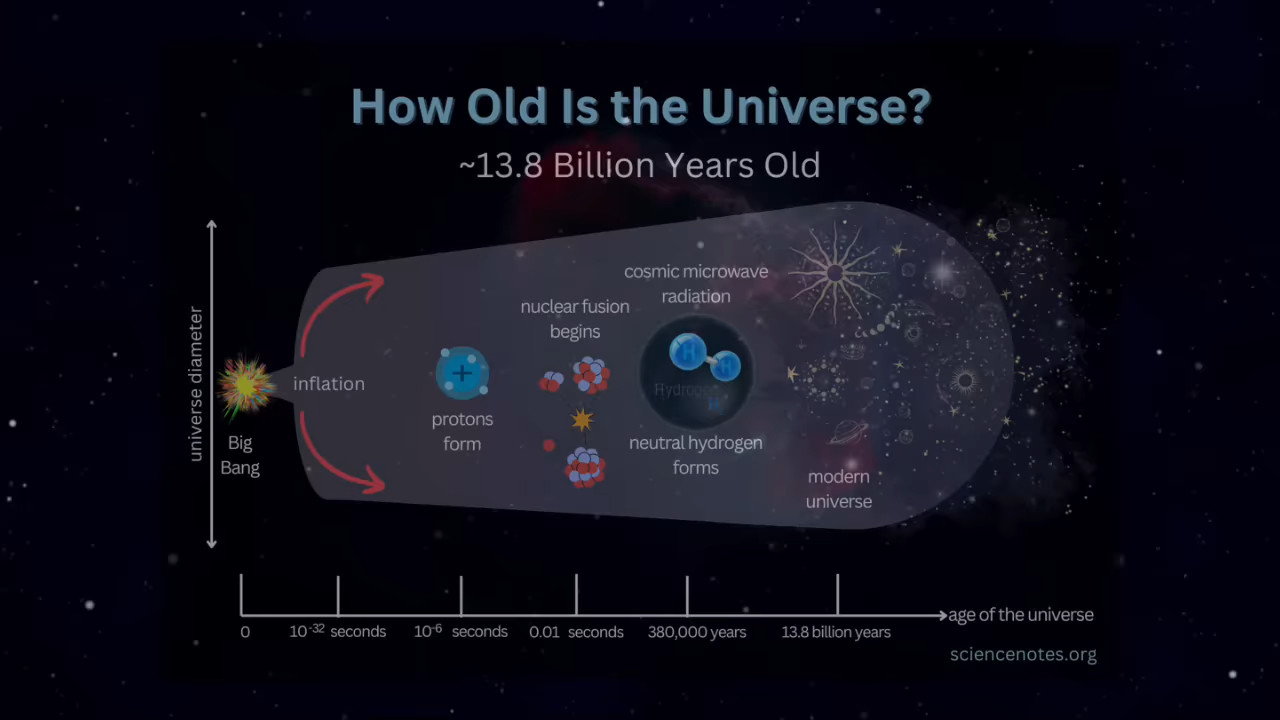 How Old Is the Universe?
~13.8 Billion Years Old
universe diameter
Big
Bang
inflation
+
protons
form
nuclear fusion
begins
cosmic microwave
radiation
H
H
Hydrogen
H
neutral hydrogen
forms
modern
universe
0
10⁻³² seconds
10⁻⁶ seconds
0.01 seconds
380,000 years
13.8 billion years
age of the universe
sciencenotes.org